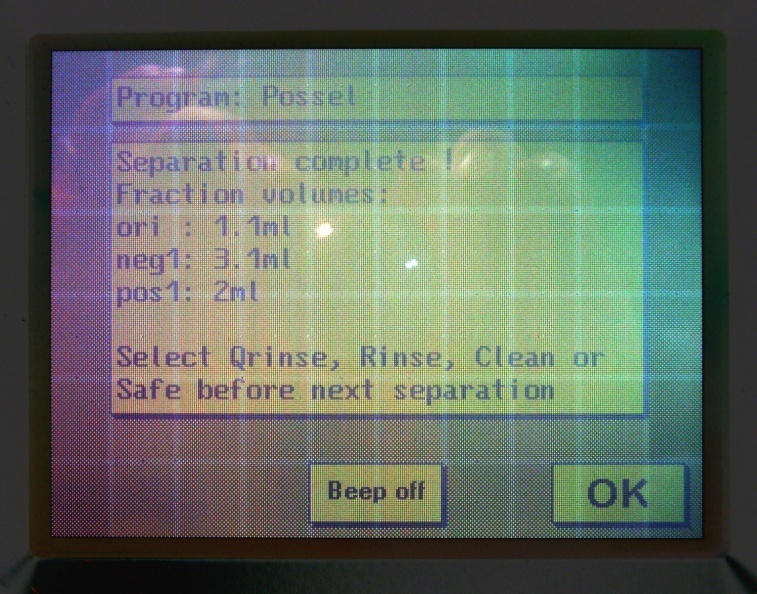 Program: Possel
Separation complete !
Fraction volumes:
ori : 1.1ml
neg1: 3.1ml
pos1: 2ml
Select Qrinse, Rinse, Clean or
Safe before next separation
Beep off
OK